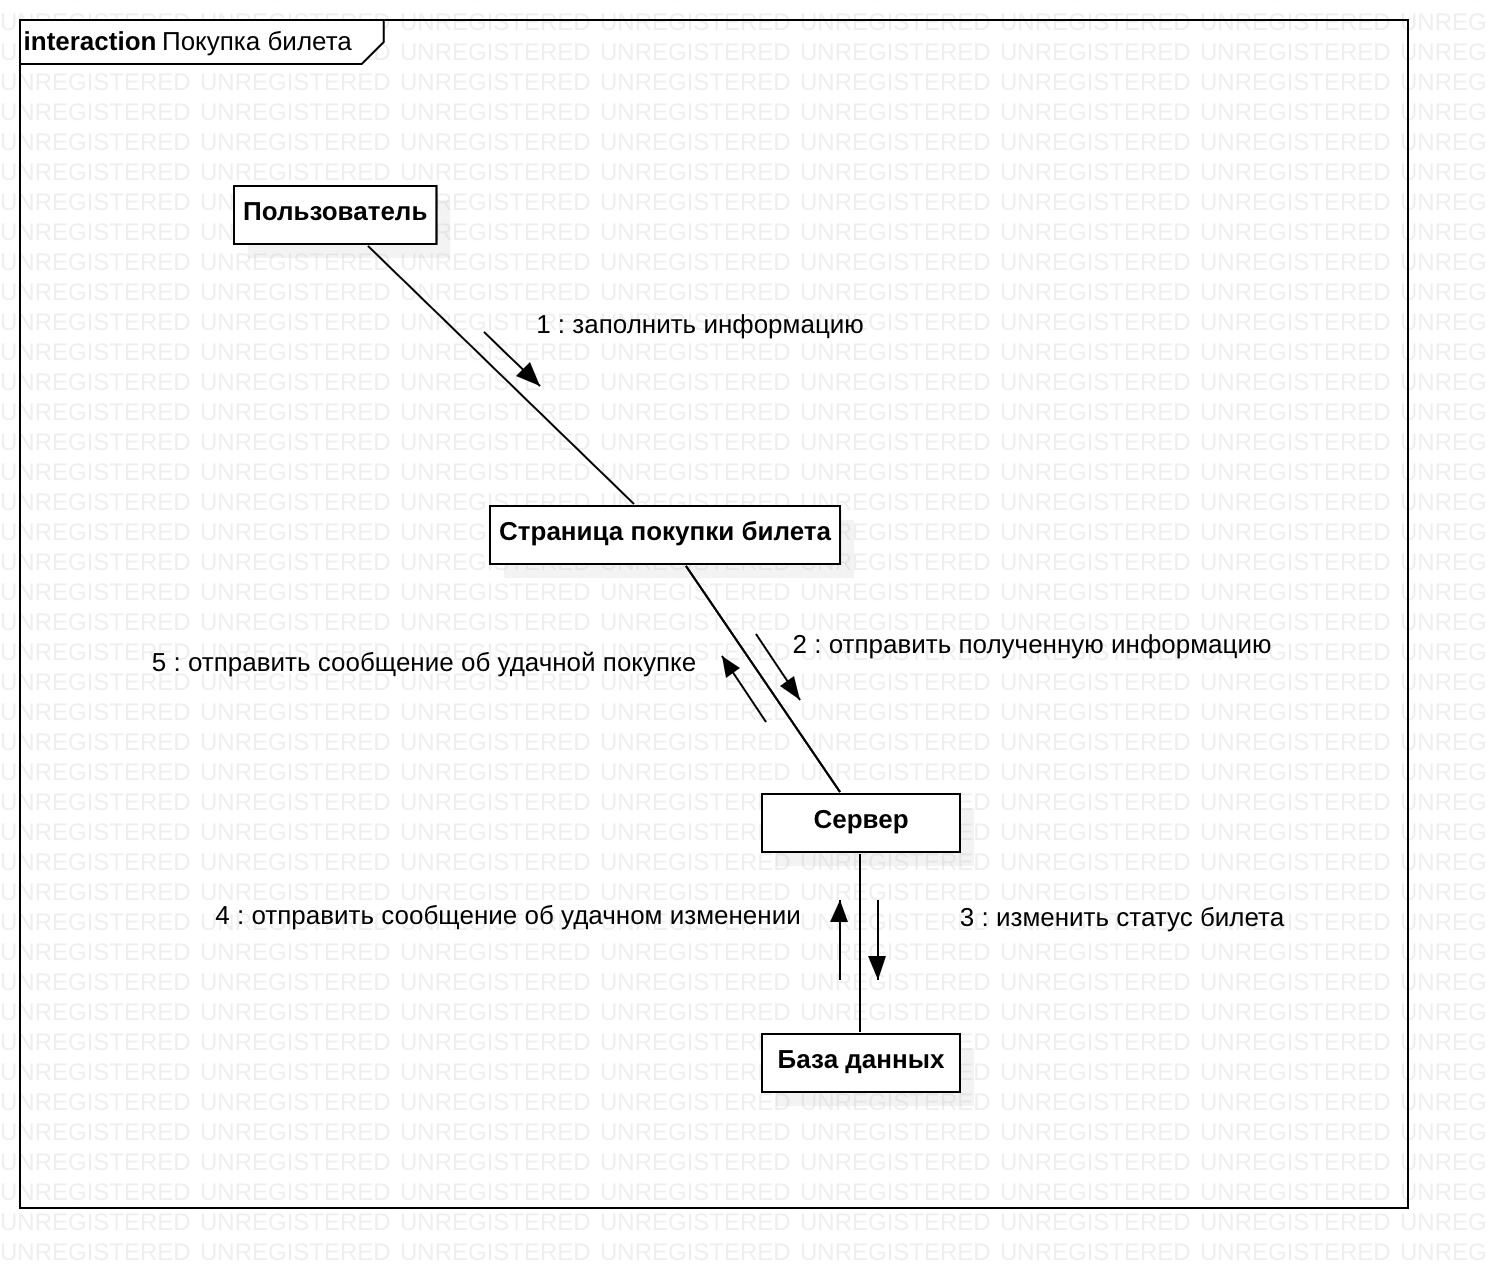 interaction Покупка билета
Пользователь
1 : заполнить информацию
Страница покупки билета
2 : отправить полученную информацию
5 : отправить сообщение об удачной покупке
Сервер
4 : отправить сообщение об удачном изменении
3 : изменить статус билета
База данных
UNREGISTERED